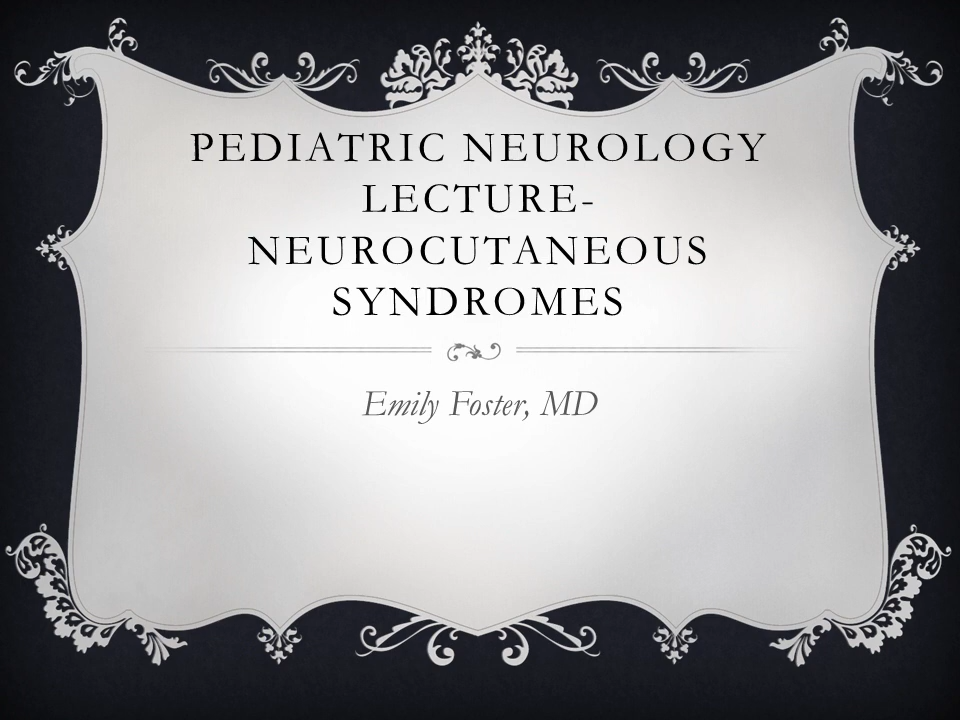 PEDIATRIC NEUROLOGY
LECTURE-
NEUROCUTANEOUS
SYNDROMES
Emily Foster, MD